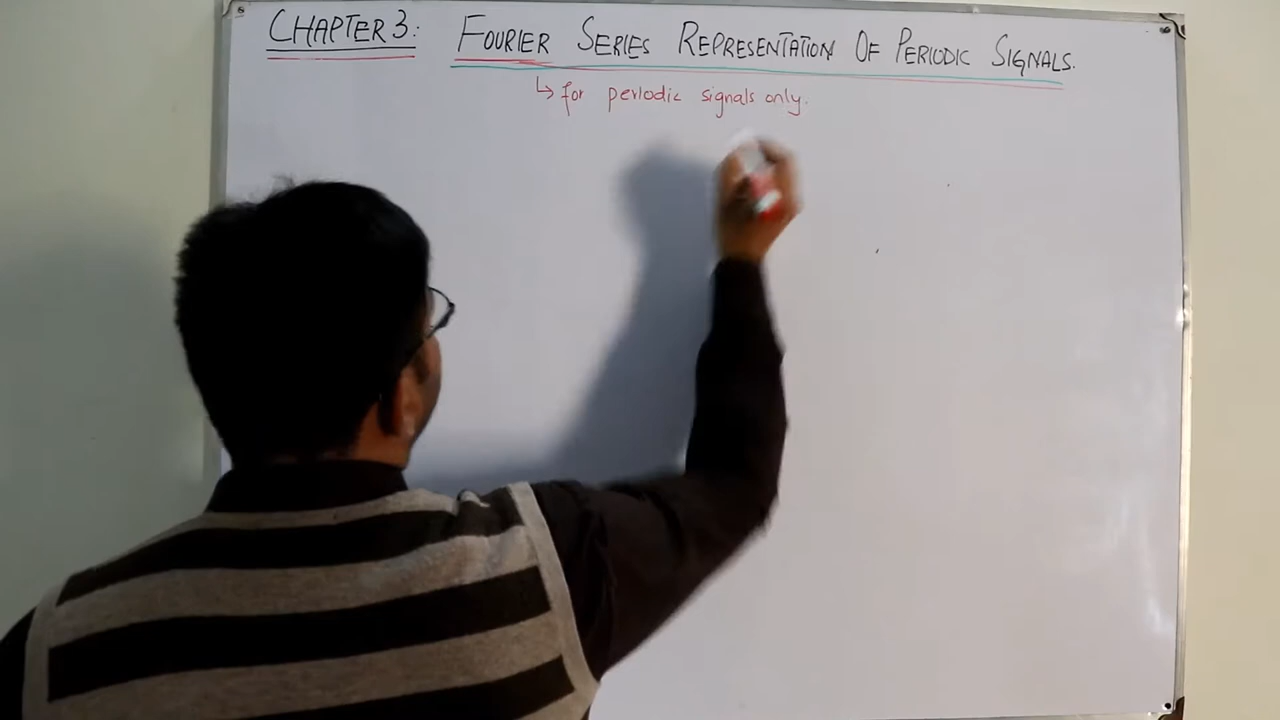 CHAPTER 3: FOURIER SERIES REPRESENTATION OF PERIODIC SIGNALS.
↳ for periodic signals only.